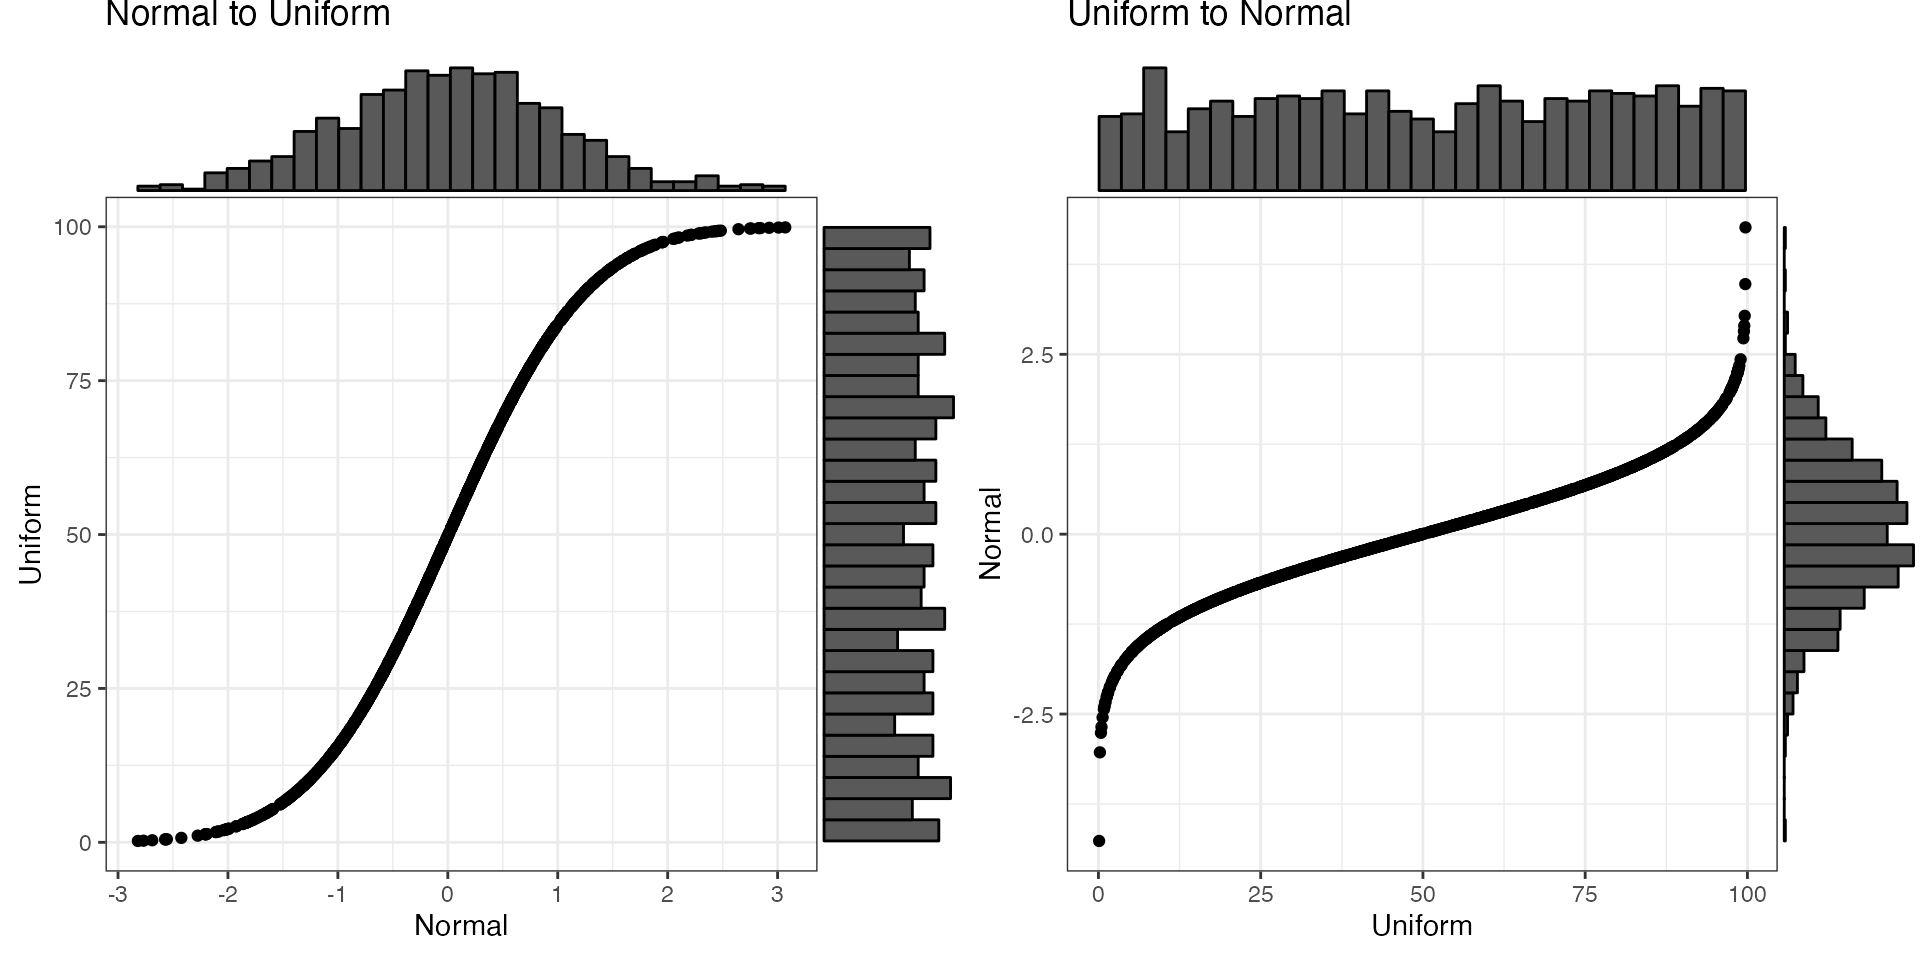 Normal to Uniform
100
75
50
25
0
Uniform
-3 -2 -1 0 1 2 3
Normal
Uniform to Normal
2.5
0.0
-2.5
Normal
0 25 50 75 100
Uniform